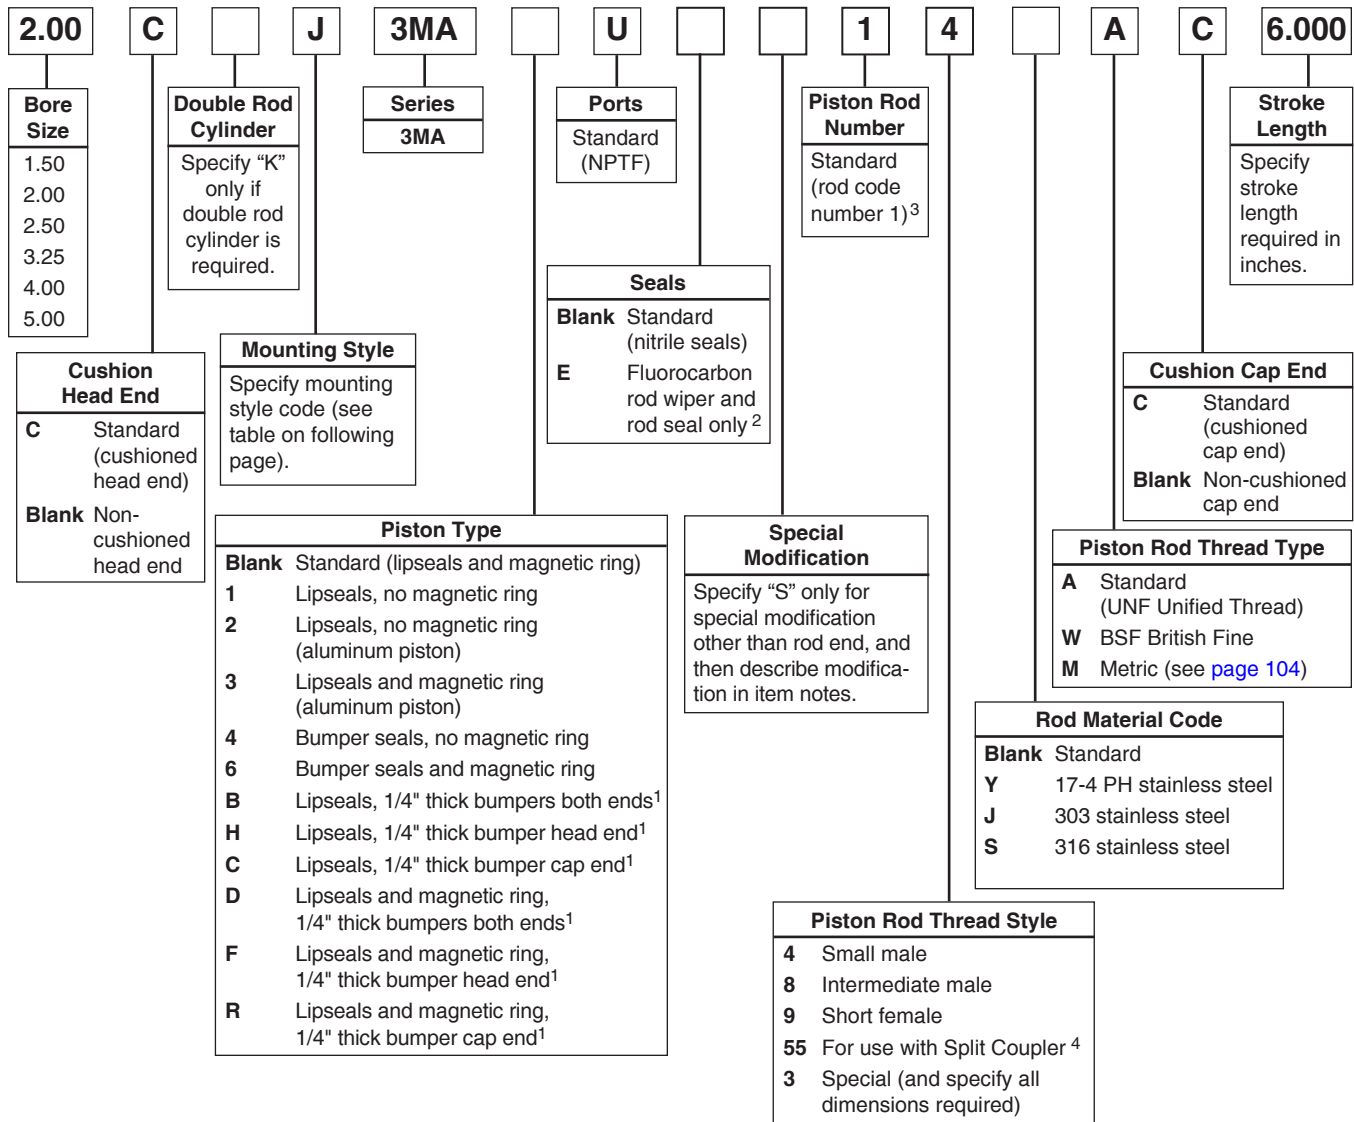 2.00 C J 3MA U 1 4 A C 6.000
Bore
Size
1.50
2.00
2.50
3.25
4.00
5.00
Double Rod
Cylinder
Specify “K”
only if
double rod
cylinder is
required.
Series
3MA
Ports
Standard
(NPTF)
Piston Rod
Number
Standard
(rod code
number 1)3
Stroke
Length
Specify
stroke
length
required in
inches.
Seals
Blank Standard
(nitrile seals)
E Fluorocarbon
rod wiper and
rod seal only 2
Mounting Style
Specify mounting
style code (see
table on following
page).
Cushion
Head End
C Standard
(cushioned
head end)
Blank Non-
cushioned
head end
Cushion Cap End
C Standard
(cushioned
cap end)
Blank Non-cushioned
cap end
Piston Type
Blank Standard (lipseals and magnetic ring)
1 Lipseals, no magnetic ring
2 Lipseals, no magnetic ring
(aluminum piston)
3 Lipseals and magnetic ring
(aluminum piston)
4 Bumper seals, no magnetic ring
6 Bumper seals and magnetic ring
B Lipseals, 1/4" thick bumpers both ends1
H Lipseals, 1/4" thick bumper head end1
C Lipseals, 1/4" thick bumper cap end1
D Lipseals and magnetic ring,
1/4" thick bumpers both ends1
F Lipseals and magnetic ring,
1/4" thick bumper head end1
R Lipseals and magnetic ring,
1/4" thick bumper cap end1
Special
Modification
Specify “S” only for
special modification
other than rod end, and
then describe modifica-
tion in item notes.
Piston Rod Thread Type
A Standard
(UNF Unified Thread)
W BSF British Fine
M Metric (see page 104)
Rod Material Code
Blank Standard
Y 17-4 PH stainless steel
J 303 stainless steel
S 316 stainless steel
Piston Rod Thread Style
4 Small male
8 Intermediate male
9 Short female
55 For use with Split Coupler 4
3 Special (and specify all
dimensions required)